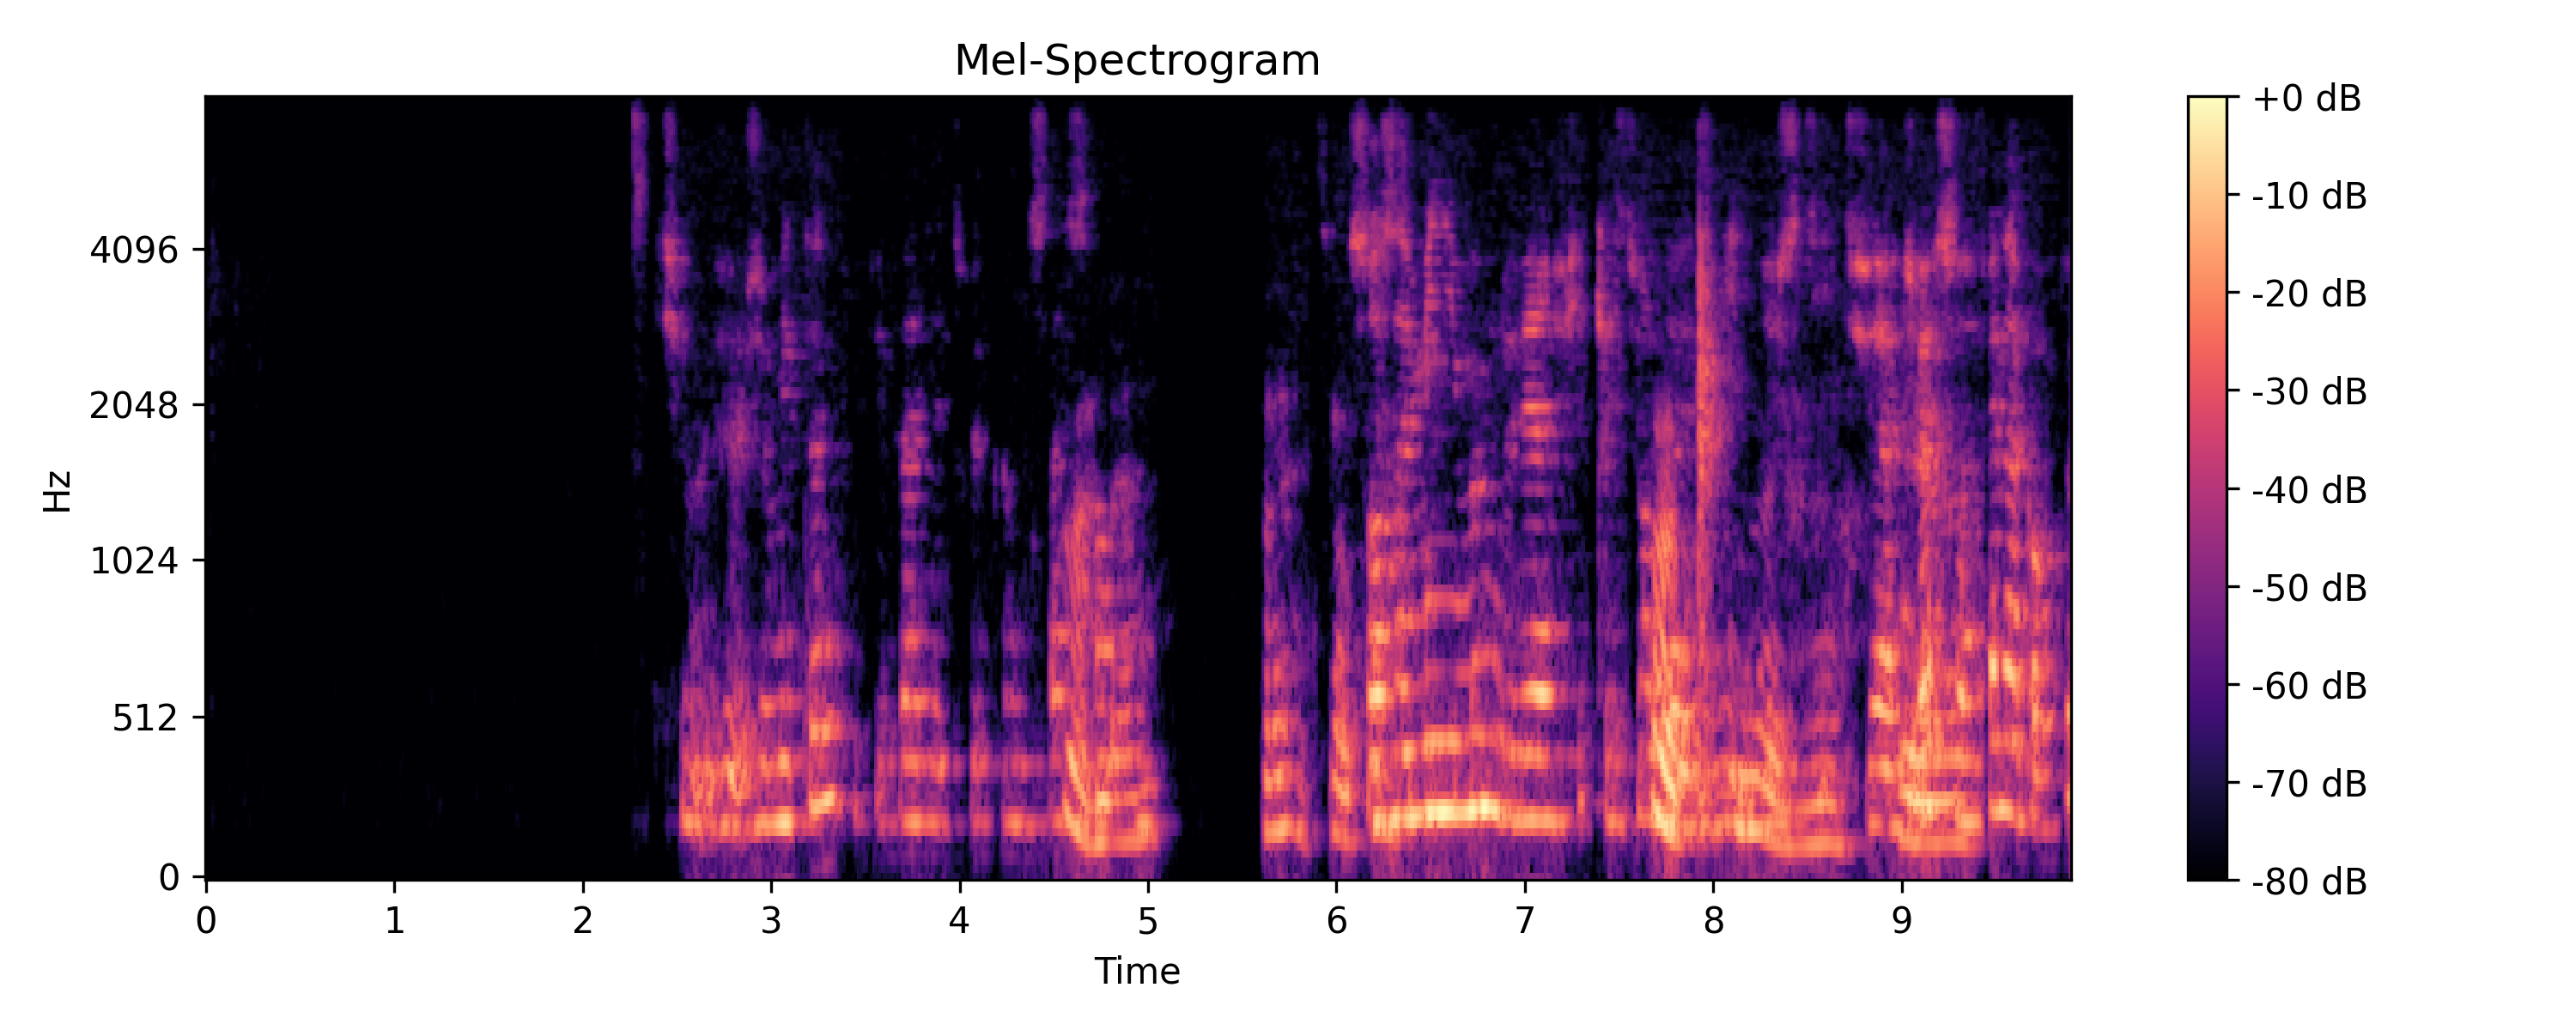 Mel-Spectrogram
Hz
4096
2048
1024
512
0
0 1 2 3 4 5 6 7 8 9
Time
+0 dB
-10 dB
-20 dB
-30 dB
-40 dB
-50 dB
-60 dB
-70 dB
-80 dB